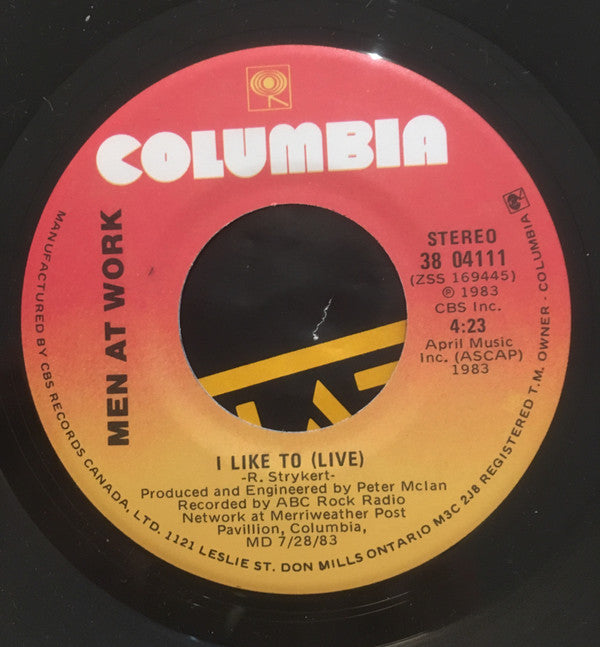 COLUMBIA
MEN AT WORK
STEREO
38 04111
(ZSS 169445)
℗ 1983
CBS Inc.
4:23
April Music
Inc. (ASCAP)
1983
I LIKE TO (LIVE)
-R. Strykert-
Produced and Engineered by Peter McIan
Recorded by ABC Rock Radio
Network at Merriweather Post
Pavillion, Columbia,
MD 7/28/83
MANUFACTURED BY CBS RECORDS CANADA, LTD. 1121 LESLIE ST. DON MILLS ONTARIO M3C 2J8 REGISTERED T.M. OWNER - COLUMBIA